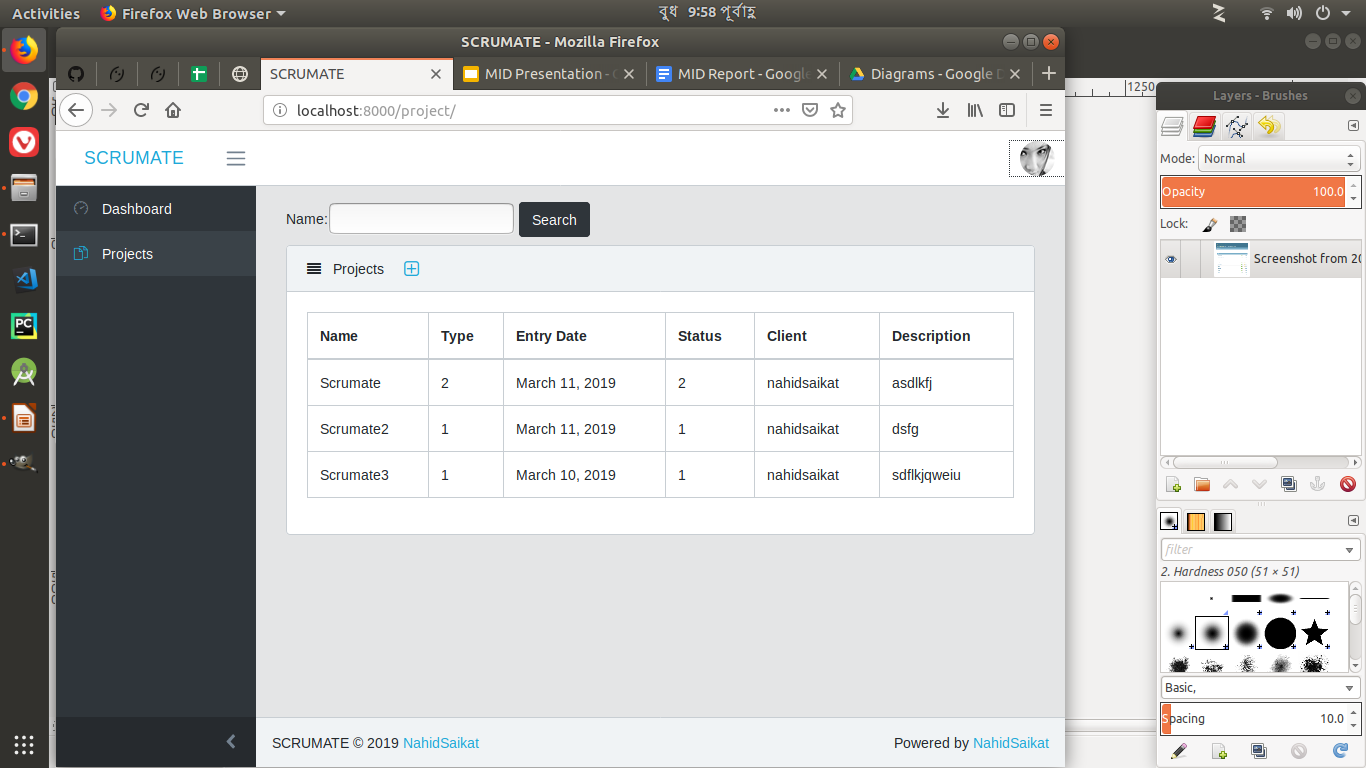 Activities Firefox Web Browser বুধ 9:58 পূর্বাহ্ণ
SCRUMATE - Mozilla Firefox
SCRUMATE MID Presentation - MID Report - Google Diagrams - Google
localhost:8000/project/
SCRUMATE
Dashboard
Projects
Name: Search
Projects
Name Type Entry Date Status Client Description
Scrumate 2 March 11, 2019 2 nahidsaikat asdlkfj
Scrumate2 1 March 11, 2019 1 nahidsaikat dsfg
Scrumate3 1 March 10, 2019 1 nahidsaikat sdflkjqweiu
SCRUMATE © 2019 NahidSaikat Powered by NahidSaikat
1250
Layers - Brushes
Mode: Normal
Opacity 100.0
Lock:
Screenshot from 20
filter
2. Hardness 050 (51 × 51)
Basic,
Spacing 10.0